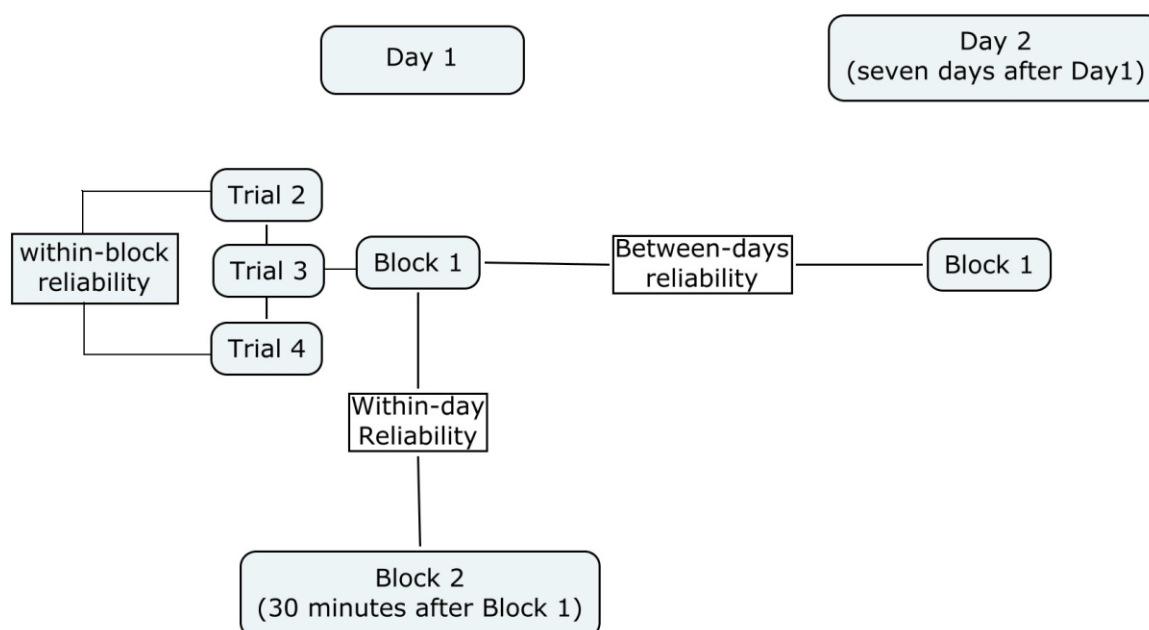 Day 1
Day 2
(seven days after Day1)
Trial 2
within-block
reliability
Trial 3
Block 1
Between-days
reliability
Block 1
Trial 4
Within-day
Reliability
Block 2
(30 minutes after Block 1)